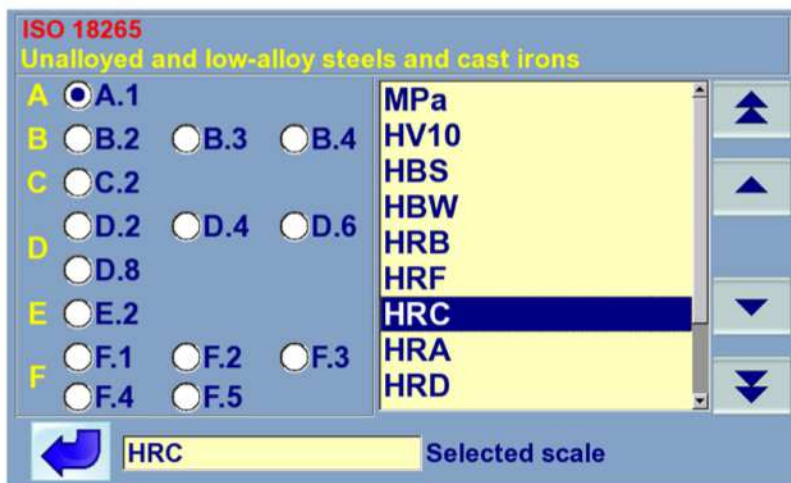 ISO 18265
Unalloyed and low-alloy steels and cast irons
A A.1
B B.2 B.3 B.4
C C.2
D D.2 D.4 D.6
D.8
E E.2
F F.1 F.2 F.3
F.4 F.5
MPa
HV10
HBS
HBW
HRB
HRF
HRC
HRA
HRD
HRC Selected scale